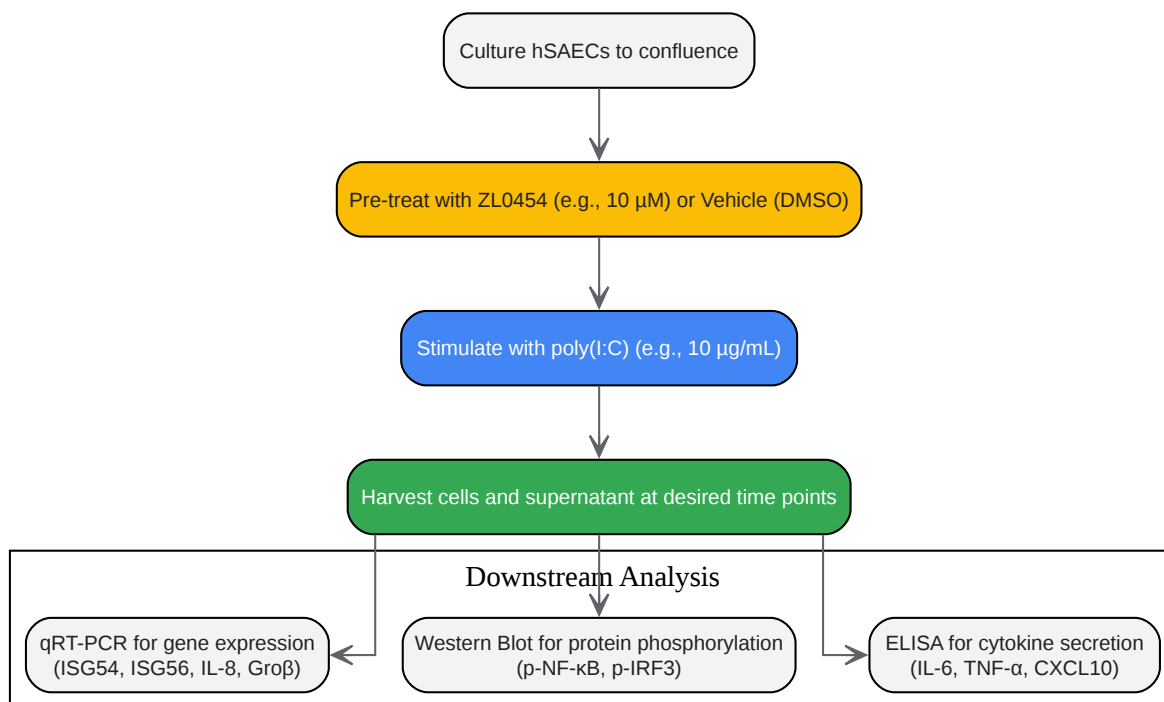 Culture hSAECs to confluence
Pre-treat with ZL0454 (e.g., 10 µM) or Vehicle (DMSO)
Stimulate with poly(I:C) (e.g., 10 µg/mL)
Harvest cells and supernatant at desired time points
Downstream Analysis
qRT-PCR for gene expression
(ISG54, ISG56, IL-8, Groβ)
Western Blot for protein phosphorylation
(p-NF-κB, p-IRF3)
ELISA for cytokine secretion
(IL-6, TNF-α, CXCL10)